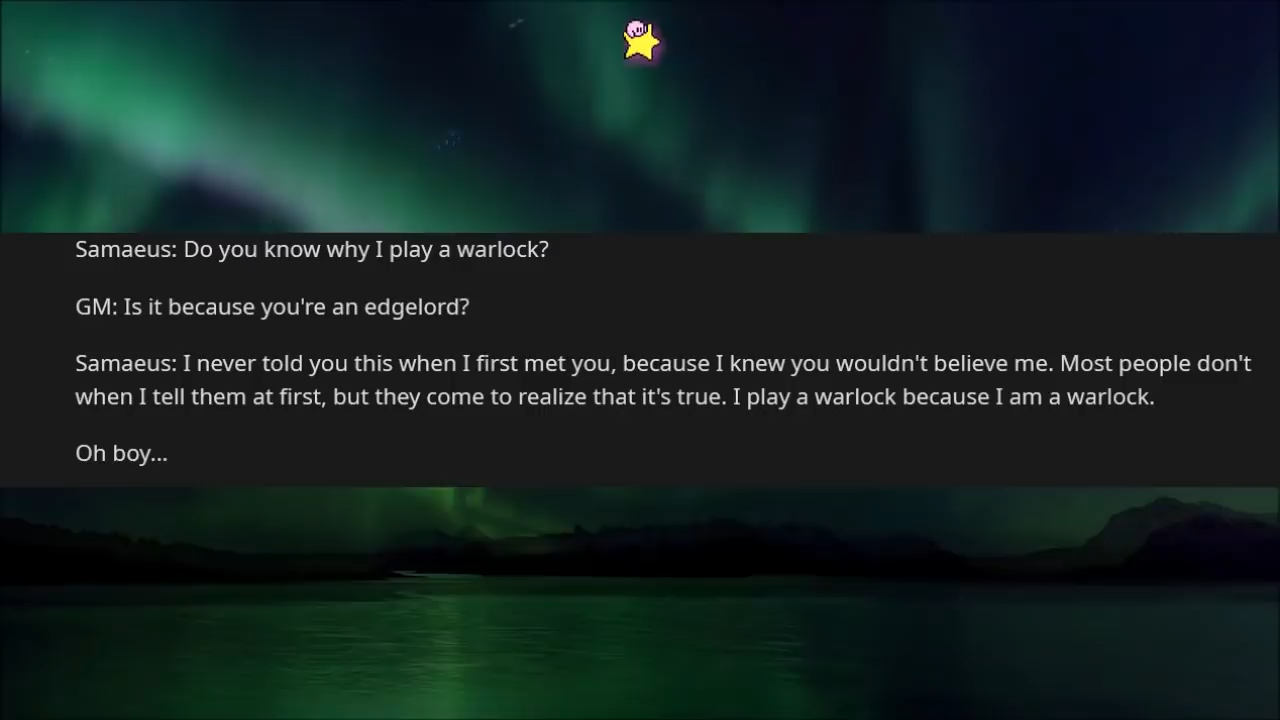 Samaeus: Do you know why I play a warlock?
GM: Is it because you're an edgelord?
Samaeus: I never told you this when I first met you, because I knew you wouldn't believe me. Most people don't
when I tell them at first, but they come to realize that it's true. I play a warlock because I am a warlock.
Oh boy...